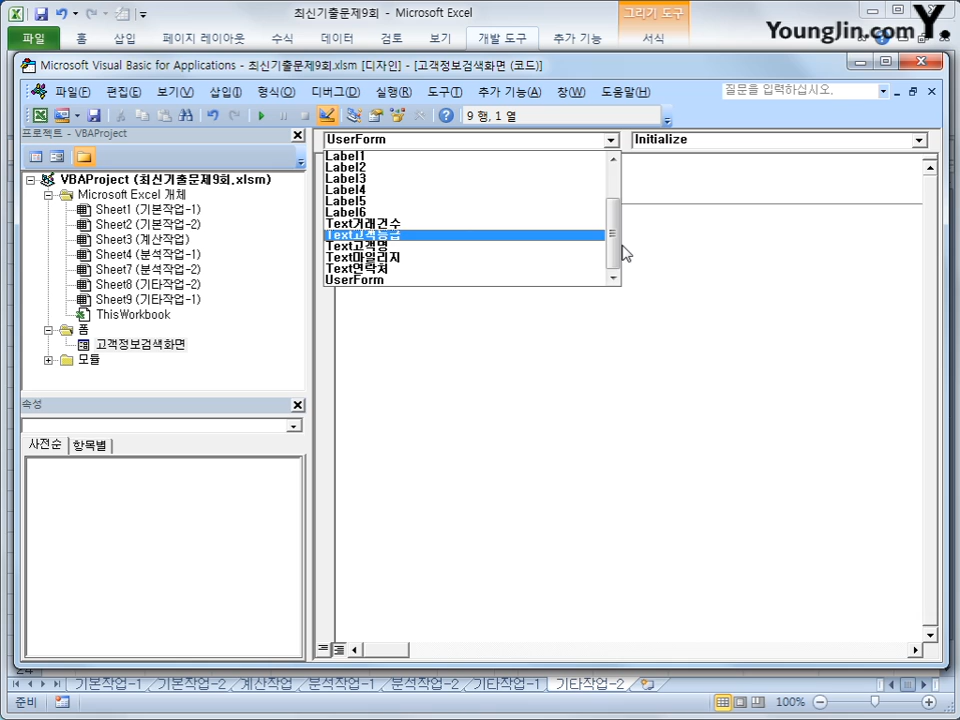 최신기출문제9회 - Microsoft Excel
그리기 도구
YoungJin.com Y.
파일 홈 삽입 페이지 레이아웃 수식 데이터 검토 보기 개발 도구 추가 기능 서식
Microsoft Visual Basic for Applications - 최신기출문제9회.xlsm [디자인] - [고객정보검색화면 (코드)]
파일(F) 편집(E) 보기(V) 삽입(I) 형식(O) 디버그(D) 실행(R) 도구(T) 추가 기능(A) 창(W) 도움말(H) 질문을 입력하십시오.
9 행, 1 열
프로젝트 - VBAProject
UserForm
Initialize
Label1
Label2
Label3
Label4
Label5
Label6
Text거래건수
Text고객등급
Text고객명
Text마일리지
Text연락처
UserForm
VBAProject (최신기출문제9회.xlsm)
Microsoft Excel 개체
Sheet1 (기본작업-1)
Sheet2 (기본작업-2)
Sheet3 (계산작업)
Sheet4 (분석작업-1)
Sheet7 (분석작업-2)
Sheet8 (기타작업-2)
Sheet9 (기타작업-1)
ThisWorkbook
폼
고객정보검색화면
모듈
속성
사전순 항목별
기본작업-1 기본작업-2 계산작업 분석작업-1 분석작업-2 기타작업-1 기타작업-2
준비
100%